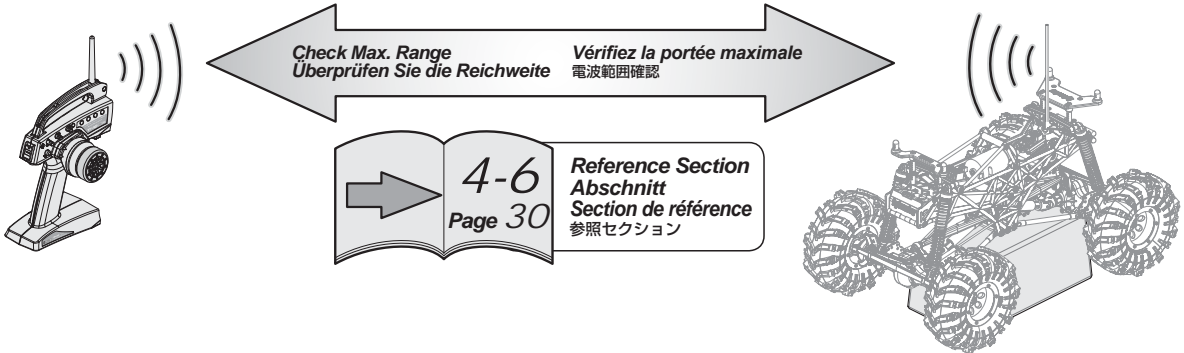 Check Max. Range
Überprüfen Sie die Reichweite
Vérifiez la portée maximale
電波範囲確認
4-6
Page 30
Reference Section
Abschnitt
Section de référence
参照セクション